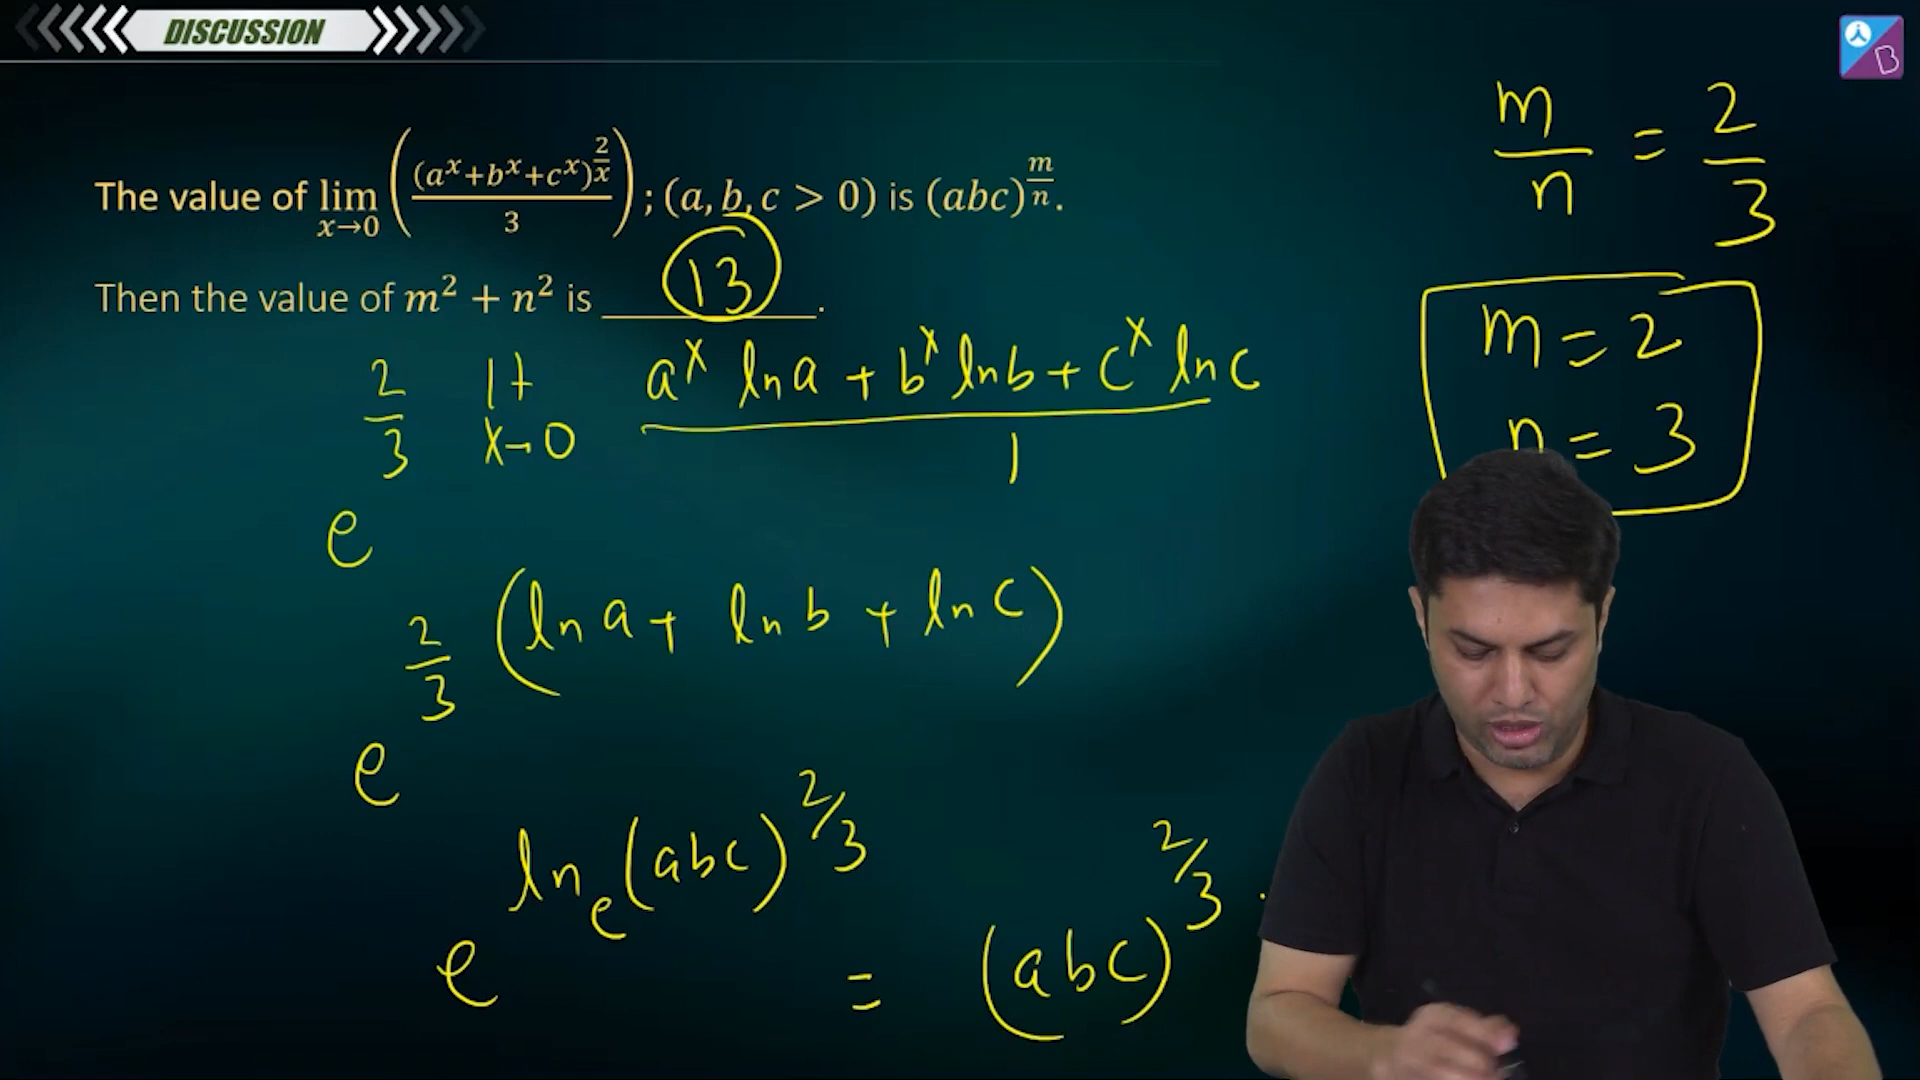 DISCUSSION
The value of lim x→0 ( (a^x+b^x+c^x)^(2/x) / 3 ) ; (a, b, c > 0) is (abc)^(m/n).
Then the value of m² + n² is 13.
2/3 lt x→0 (a^x ln a + b^x ln b + c^x ln c) / 1
e
2/3 (ln a + ln b + ln c)
e
ln_e (abc)^2/3
e = (abc)^2/3 .
m/n = 2/3
m = 2
n = 3
B